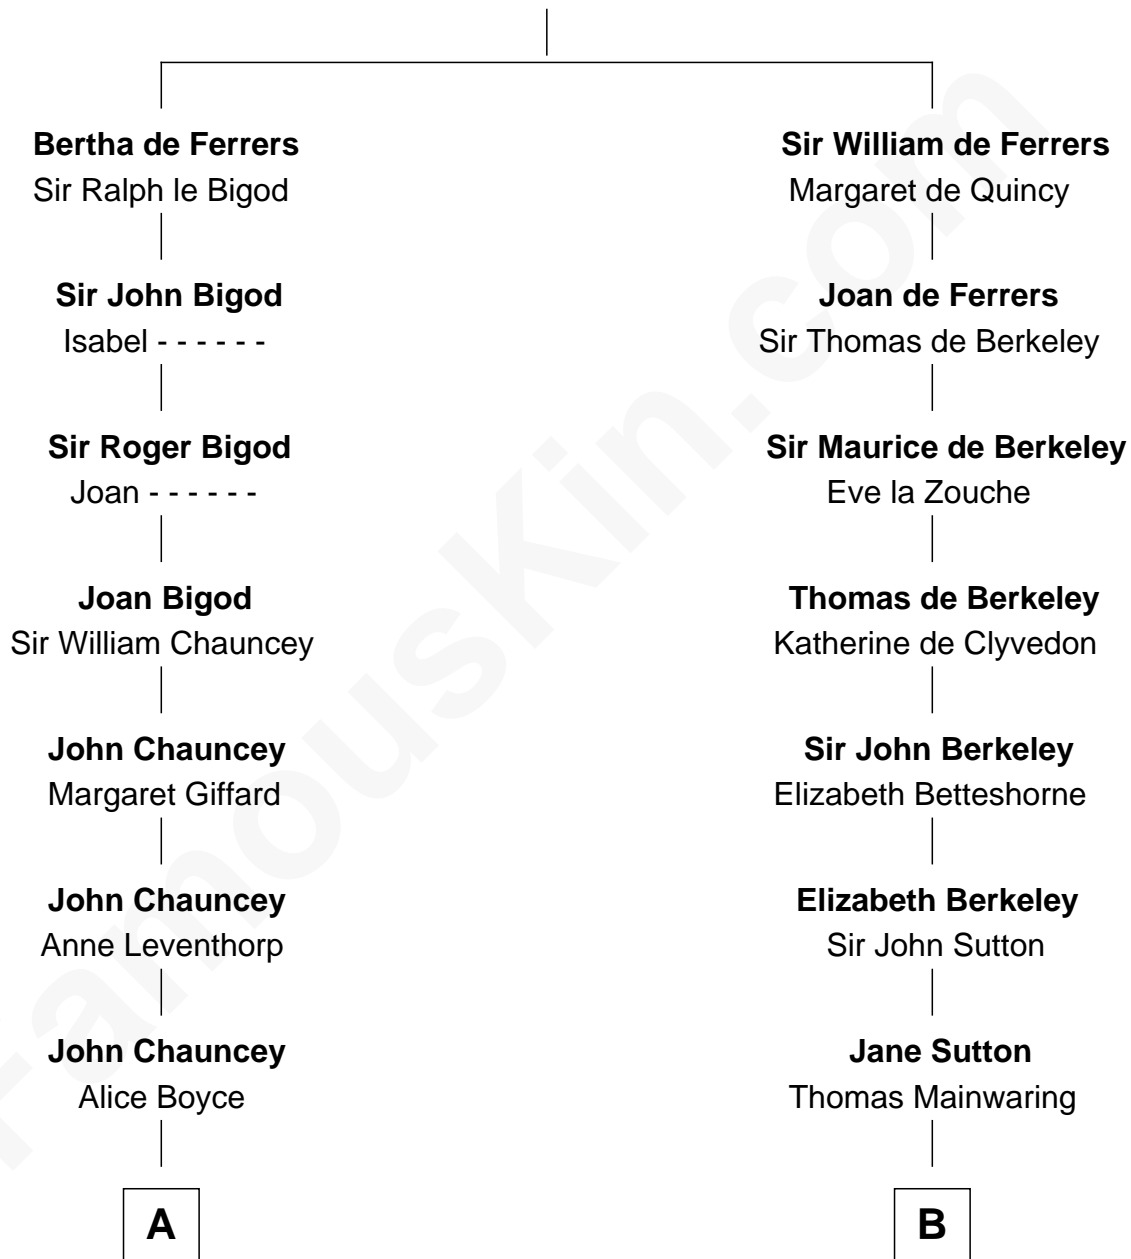 Bertha de Ferrers
Sir Ralph le Bigod
Sir John Bigod
Isabel - - - - - -
Sir Roger Bigod
Joan - - - - - -
Joan Bigod
Sir William Chauncey
John Chauncey
Margaret Giffard
John Chauncey
Anne Leventhorp
John Chauncey
Alice Boyce
A
Sir William de Ferrers
Margaret de Quincy
Joan de Ferrers
Sir Thomas de Berkeley
Sir Maurice de Berkeley
Eve la Zouche
Thomas de Berkeley
Katherine de Clyvedon
Sir John Berkeley
Elizabeth Betteshorne
Elizabeth Berkeley
Sir John Sutton
Jane Sutton
Thomas Mainwaring
B
FamousKin.com